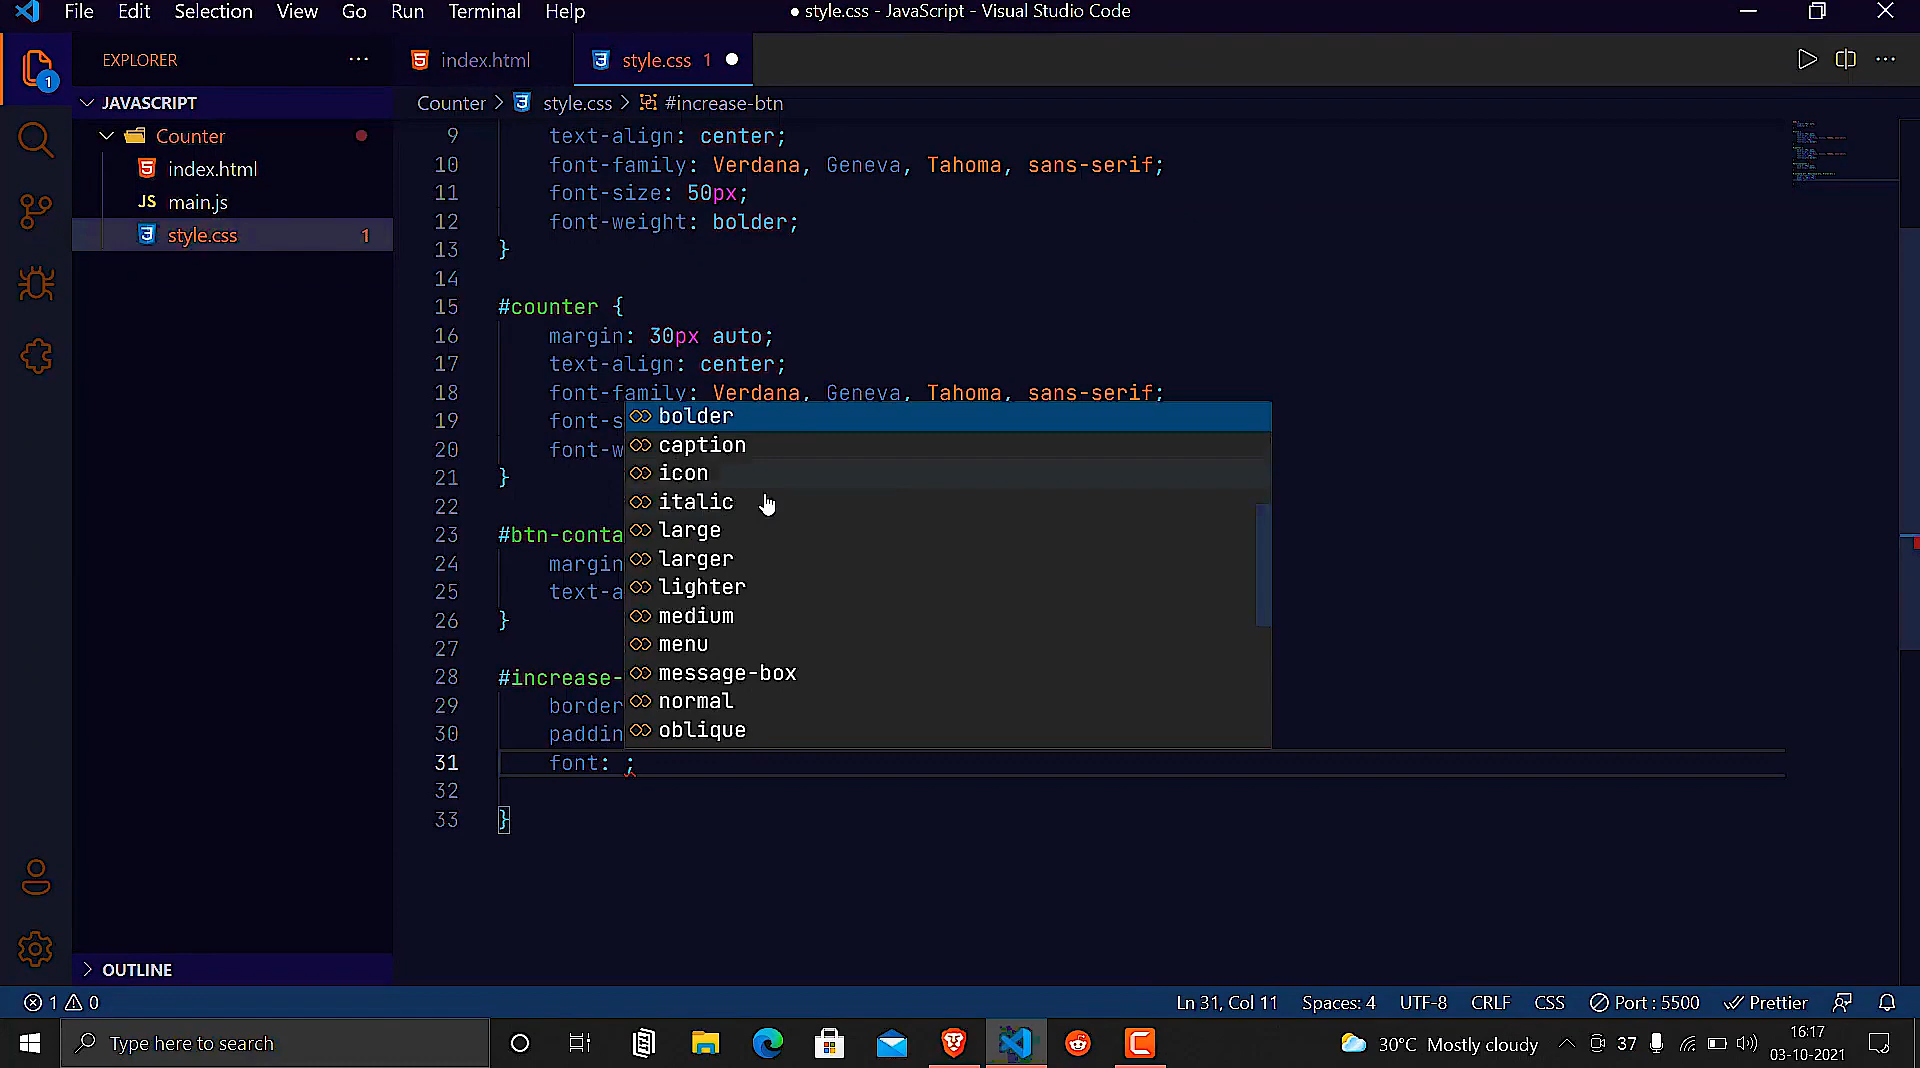 File Edit Selection View Go Run Terminal Help
● style.css - JavaScript - Visual Studio Code
EXPLORER ...
index.html
style.css 1 ●
JAVASCRIPT
Counter > style.css > #increase-btn
Counter
index.html
JS main.js
style.css 1
1
9 text-align: center;
10 font-family: Verdana, Geneva, Tahoma, sans-serif;
11 font-size: 50px;
12 font-weight: bolder;
13 }
14
15 #counter {
16 margin: 30px auto;
17 text-align: center;
18 font-family: Verdana, Geneva, Tahoma, sans-serif;
19 font-s
20 font-w
21 }
22
23 #btn-conta
24 margin
25 text-a
26 }
27
28 #increase-
29 border
30 paddin
31 font: ;
32
33 }
bolder
caption
icon
italic
large
larger
lighter
medium
menu
message-box
normal
oblique
OUTLINE
1 0
Ln 31, Col 11 Spaces: 4 UTF-8 CRLF CSS Port : 5500 Prettier
Type here to search
30°C Mostly cloudy
37
16:17
03-10-2021